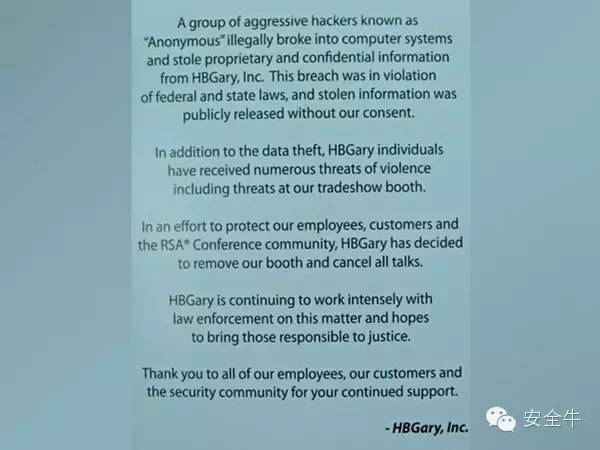 A group of aggressive hackers known as
“Anonymous” illegally broke into computer systems
and stole proprietary and confidential information
from HBGary, Inc. This breach was in violation
of federal and state laws, and stolen information was
publicly released without our consent.
In addition to the data theft, HBGary individuals
have received numerous threats of violence
including threats at our tradeshow booth.
In an effort to protect our employees, customers and
the RSA® Conference community, HBGary has decided
to remove our booth and cancel all talks.
HBGary is continuing to work intensely with
law enforcement on this matter and hopes
to bring those responsible to justice.
Thank you to all of our employees, our customers and
the security community for your continued support.
- HBGary, Inc.
安全牛